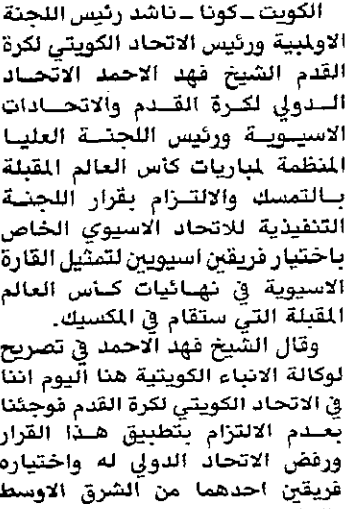 الكويت ـ كونا ـ ناشد رئيس اللجنة
الاولمبية ورئيس الاتحاد الكويتي لكرة
القدم الشيخ فهد الاحمد الاتحاد
الدولي لكرة القدم والاتحادات
الاسيوية ورئيس اللجنة العليا
المنظمة لمباريات كأس العالم المقبلة
بالتمسك والالتزام بقرار اللجنة
التنفيذية للاتحاد الاسيوي الخاص
باختيار فريقين اسيويين لتمثيل القارة
الاسيوية في نهائيات كأس العالم
المقبلة التي ستقام في المكسيك.
وقال الشيخ فهد الاحمد في تصريح
لوكالة الانباء الكويتية هنا اليوم اننا
في الاتحاد الكويتي لكرة القدم فوجئنا
بعدم الالتزام بتطبيق هذا القرار
ورفض الاتحاد الدولي له واختياره
فريقين احدهما من الشرق الاوسط